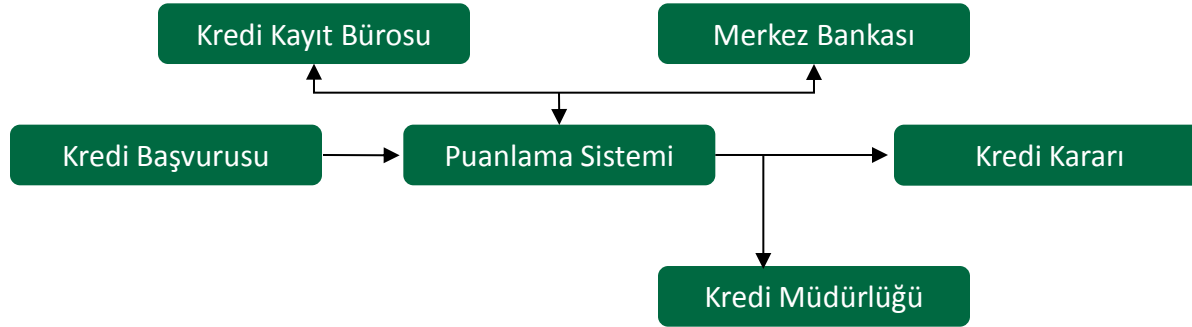 Kredi Kayıt Bürosu
Merkez Bankası
Kredi Başvurusu
Puanlama Sistemi
Kredi Kararı
Kredi Müdürlüğü